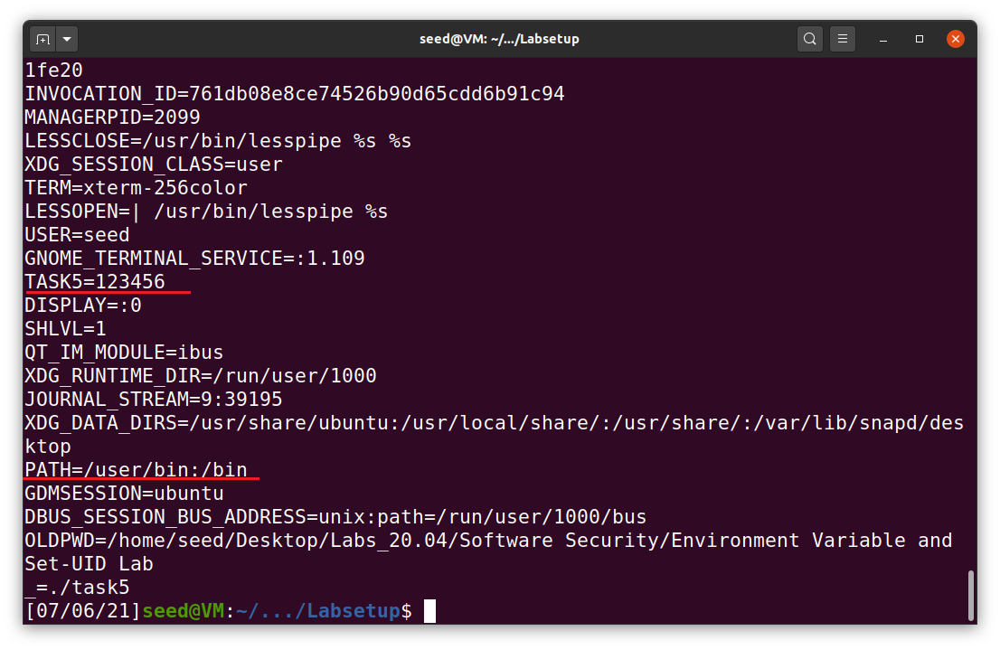 seed@VM: ~/.../Labsetup
1fe20
INVOCATION_ID=761db08e8ce74526b90d65cdd6b91c94
MANAGERPID=2099
LESSCLOSE=/usr/bin/lesspipe %s %s
XDG_SESSION_CLASS=user
TERM=xterm-256color
LESSOPEN=| /usr/bin/lesspipe %s
USER=seed
GNOME_TERMINAL_SERVICE=:1.109
TASK5=123456
DISPLAY=:0
SHLVL=1
QT_IM_MODULE=ibus
XDG_RUNTIME_DIR=/run/user/1000
JOURNAL_STREAM=9:39195
XDG_DATA_DIRS=/usr/share/ubuntu:/usr/local/share/:/usr/share/:/var/lib/snapd/des
ktop
PATH=/user/bin:/bin
GDMSESSION=ubuntu
DBUS_SESSION_BUS_ADDRESS=unix:path=/run/user/1000/bus
OLDPWD=/home/seed/Desktop/Labs_20.04/Software Security/Environment Variable and
Set-UID Lab
_=./task5
[07/06/21]seed@VM:~/.../Labsetup$